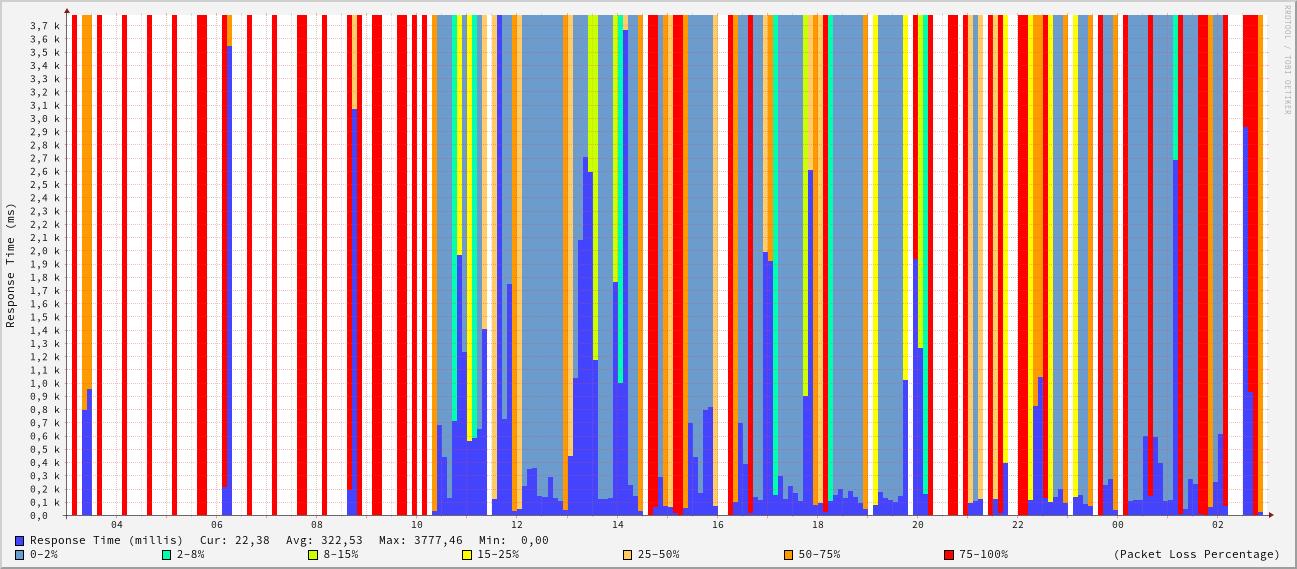 RRDTOOL / TOBI OETIKER
Response Time (ms)
3,7 k
3,6 k
3,5 k
3,4 k
3,3 k
3,2 k
3,1 k
3,0 k
2,9 k
2,8 k
2,7 k
2,6 k
2,5 k
2,4 k
2,3 k
2,2 k
2,1 k
2,0 k
1,9 k
1,8 k
1,7 k
1,6 k
1,5 k
1,4 k
1,3 k
1,2 k
1,1 k
1,0 k
0,9 k
0,8 k
0,7 k
0,6 k
0,5 k
0,4 k
0,3 k
0,2 k
0,1 k
0,0
04 06 08 10 12 14 16 18 20 22 00 02
Response Time (millis) Cur: 22,38 Avg: 322,53 Max: 3777,46 Min: 0,00
0-2% 2-8% 8-15% 15-25% 25-50% 50-75% 75-100% (Packet Loss Percentage)